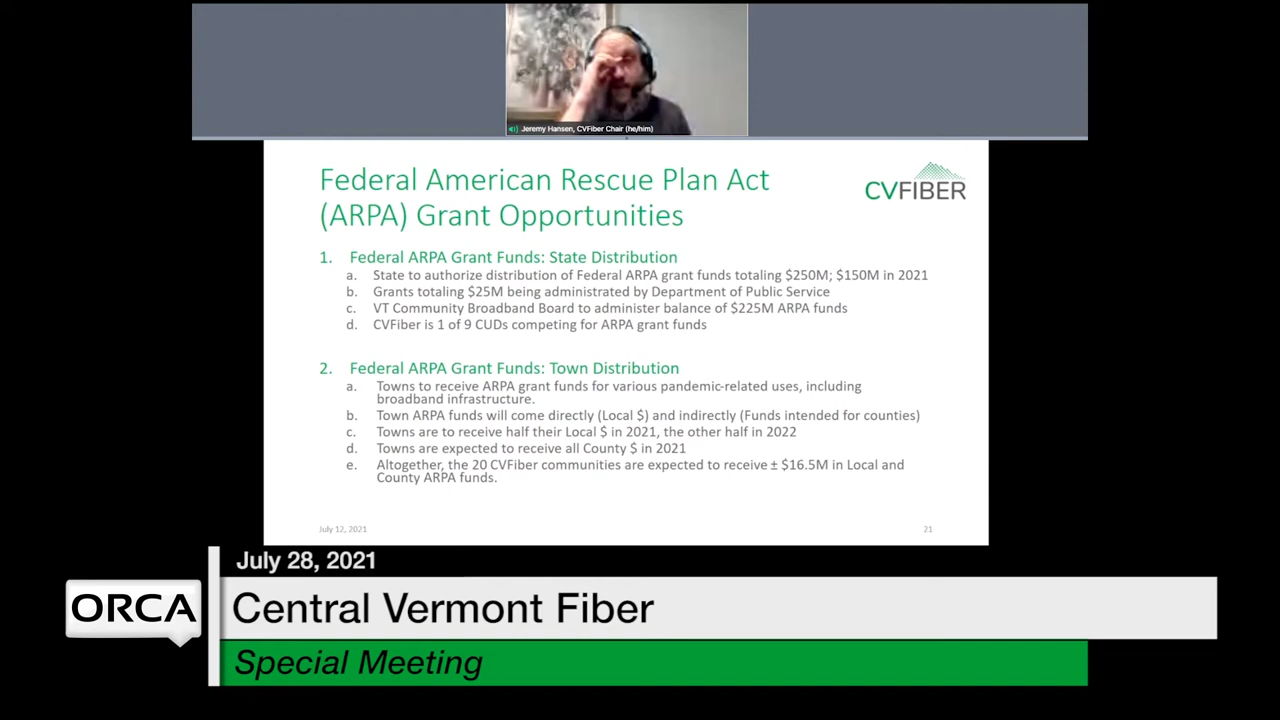 Jeremy Hansen, CVFiber Chair (he/him)
Federal American Rescue Plan Act
(ARPA) Grant Opportunities
CVFIBER
1. Federal ARPA Grant Funds: State Distribution
a. State to authorize distribution of Federal ARPA grant funds totaling $250M; $150M in 2021
b. Grants totaling $25M being administrated by Department of Public Service
c. VT Community Broadband Board to administer balance of $225M ARPA funds
d. CVFiber is 1 of 9 CUDs competing for ARPA grant funds
2. Federal ARPA Grant Funds: Town Distribution
a. Towns to receive ARPA grant funds for various pandemic-related uses, including
broadband infrastructure.
b. Town ARPA funds will come directly (Local $) and indirectly (Funds intended for counties)
c. Towns are to receive half their Local $ in 2021, the other half in 2022
d. Towns are expected to receive all County $ in 2021
e. Altogether, the 20 CVFiber communities are expected to receive ± $16.5M in Local and
County ARPA funds.
July 12, 2021
21
July 28, 2021
ORCA
Central Vermont Fiber
Special Meeting